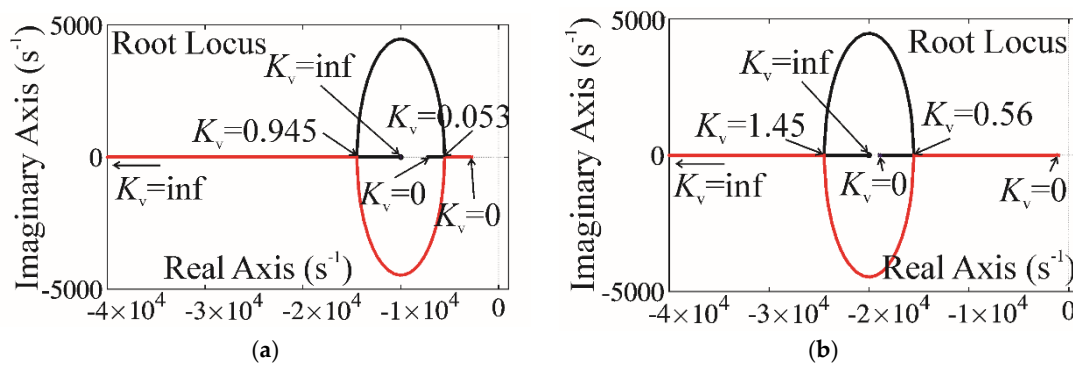 5000
Root Locus
Kᵥ=inf
Kᵥ=0.945
Kᵥ=0.053
0
Kᵥ=inf
Kᵥ=0
Kᵥ=0
Real Axis (s⁻¹)
-5000
-4×10⁴ -3×10⁴ -2×10⁴ -1×10⁴ 0
Imaginary Axis (s⁻¹)
(a)
5000
Root Locus
Kᵥ=inf
Kᵥ=1.45
Kᵥ=0.56
0
Kᵥ=inf
Kᵥ=0
Kᵥ=0
Real Axis (s⁻¹)
-5000
-4×10⁴ -3×10⁴ -2×10⁴ -1×10⁴ 0
Imaginary Axis (s⁻¹)
(b)